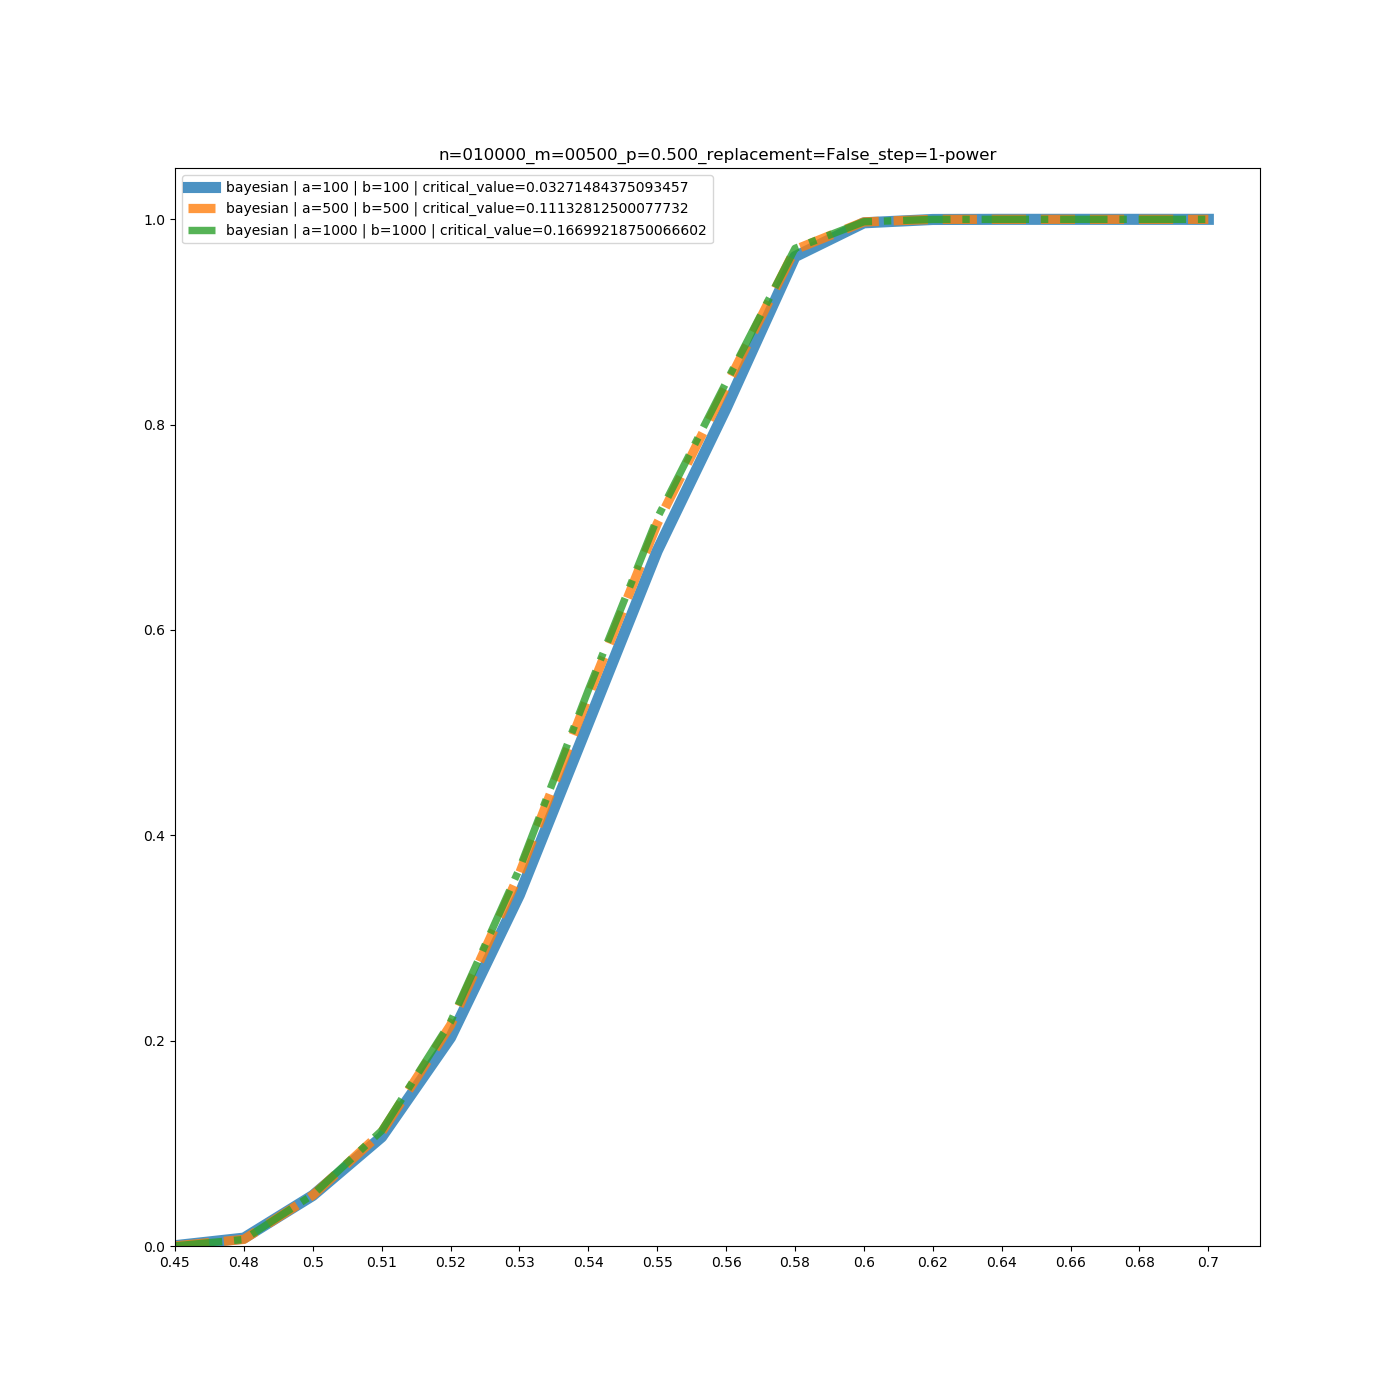 n=010000_m=00500_p=0.500_replacement=False_step=1-power
bayesian | a=100 | b=100 | critical_value=0.03271484375093457
bayesian | a=500 | b=500 | critical_value=0.11132812500077732
bayesian | a=1000 | b=1000 | critical_value=0.16699218750066602
1.0
0.8
0.6
0.4
0.2
0.0
0.45 0.48 0.5 0.51 0.52 0.53 0.54 0.55 0.56 0.58 0.6 0.62 0.64 0.66 0.68 0.7